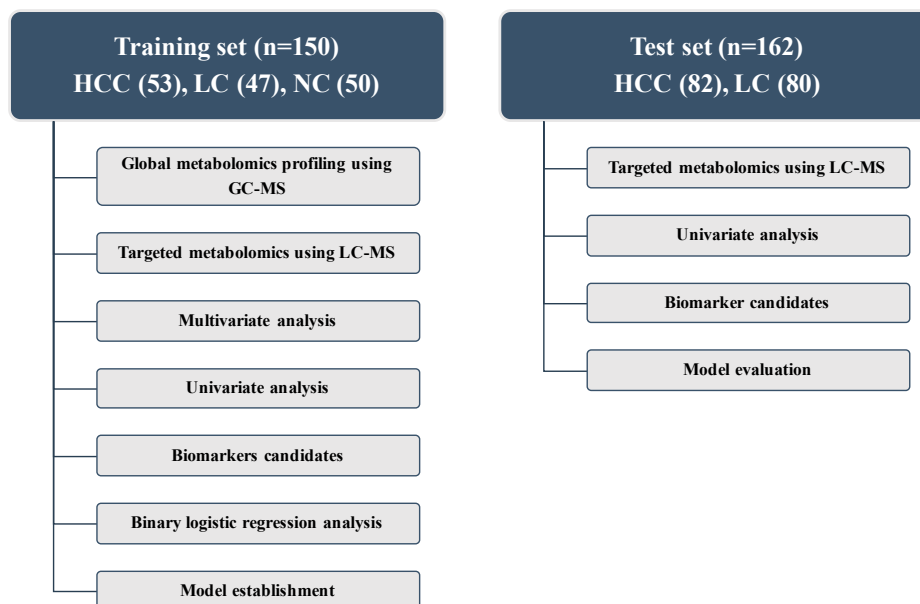 Training set (n=150)
HCC (53), LC (47), NC (50)
Global metabolomics profiling using
GC-MS
Targeted metabolomics using LC-MS
Multivariate analysis
Univariate analysis
Biomarkers candidates
Binary logistic regression analysis
Model establishment
Test set (n=162)
HCC (82), LC (80)
Targeted metabolomics using LC-MS
Univariate analysis
Biomarker candidates
Model evaluation